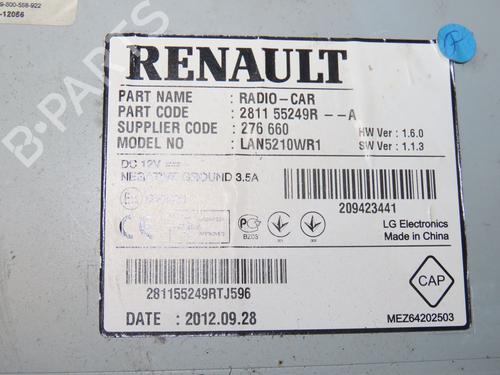 -12056
RENAULT
PART NAME : RADIO-CAR
PART CODE : 2811 55249R --A
SUPPLIER CODE : 276 660
MODEL NO : LAN5210WR1
HW Ver : 1.6.0
SW Ver : 1.1.3
DC 12V
NEGATIVE GROUND 3.5A
209423441
LG Electronics
Made in China
CE
281155249RTJ596
CAP
DATE : 2012.09.28
MEZ64202503
B-PARTS